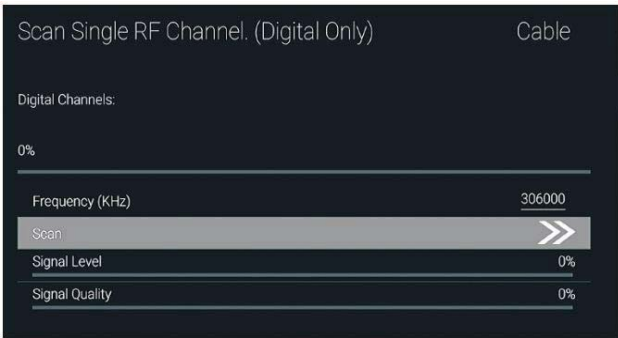 Scan Single RF Channel. (Digital Only) Cable
Digital Channels:
0%
Frequency (KHz) 306000
Scan
Signal Level 0%
Signal Quality 0%